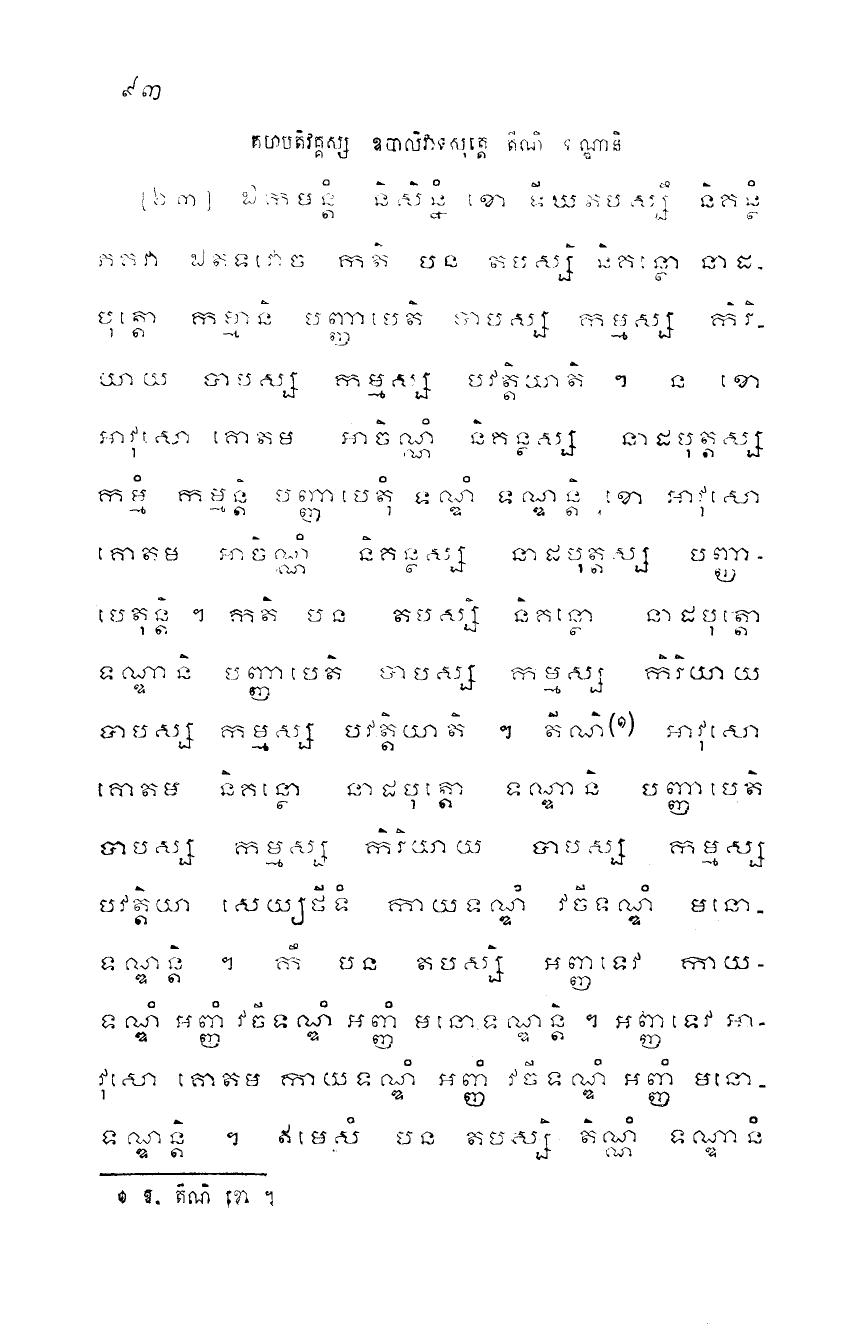 ៩៣
គហបតិវគ្គស្ស ឧបាលិវាទសុត្តេ តីណិ ទណ្ឌានិ
[៦៣] ឯកមន្តំ និសិន្នំ ខោ ទីឃតបស្សឹ និគន្ថំ
ភគវា ឯតទវោច កតិ បន តបស្សិ និគន្ថោ នាដ-
បុត្តោ កម្មានិ បញ្ញាបេតិ បាបស្ស កម្មស្ស កិរិ-
យាយ បាបស្ស កម្មស្ស បវត្តិយាតិ ។ ន ខោ
អាវុសោ គោតម អាចិណ្ណំ និគន្ថស្ស នាដបុត្តស្ស
កម្មំ កម្មន្តិ បញ្ញាបេតុំ ទណ្ឌំ ទណ្ឌន្តិ ខោ អាវុសោ
គោតម អាចិណ្ណំ និគន្ថស្ស នាដបុត្តស្ស បញ្ញា-
បេតុន្តិ ។ កតិ បន តបស្សិ និគន្ថោ នាដបុត្តោ
ទណ្ឌានិ បញ្ញាបេតិ បាបស្ស កម្មស្ស កិរិយាយ
បាបស្ស កម្មស្ស បវត្តិយាតិ ។ តីណិ(១) អាវុសោ
គោតម និគន្ថោ នាដបុត្តោ ទណ្ឌានិ បញ្ញាបេតិ
បាបស្ស កម្មស្ស កិរិយាយ បាបស្ស កម្មស្ស
បវត្តិយា សេយ្យថីទំ កាយទណ្ឌំ វចីទណ្ឌំ មនោ-
ទណ្ឌន្តិ ។ កឹ បន តបស្សិ អញ្ញទេវ កាយ-
ទណ្ឌំ អញ្ញំ វចីទណ្ឌំ អញ្ញំ មនោទណ្ឌន្តិ ។ អញ្ញទេវ អា-
វុសោ គោតម កាយទណ្ឌំ អញ្ញំ វចីទណ្ឌំ អញ្ញំ មនោ-
ទណ្ឌន្តិ ។ ឥមេសំ បន តបស្សិ តិណ្ណំ ទណ្ឌានំ
១ ឱ. តីណិ ខោ ។